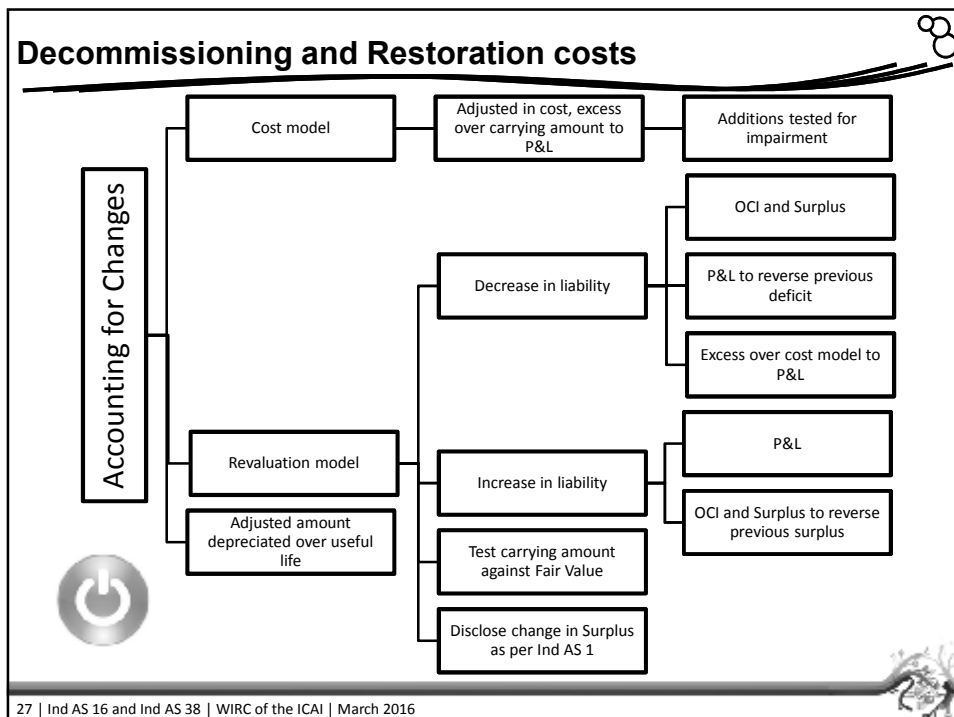 Decommissioning and Restoration costs
Accounting for Changes
Cost model
Adjusted in cost, excess
over carrying amount to
P&L
Additions tested for
impairment
Revaluation model
Decrease in liability
OCI and Surplus
P&L to reverse previous
deficit
Excess over cost model to
P&L
Increase in liability
P&L
OCI and Surplus to reverse
previous surplus
Test carrying amount
against Fair Value
Disclose change in Surplus
as per Ind AS 1
Adjusted amount
depreciated over useful
life
27 | Ind AS 16 and Ind AS 38 | WIRC of the ICAI | March 2016